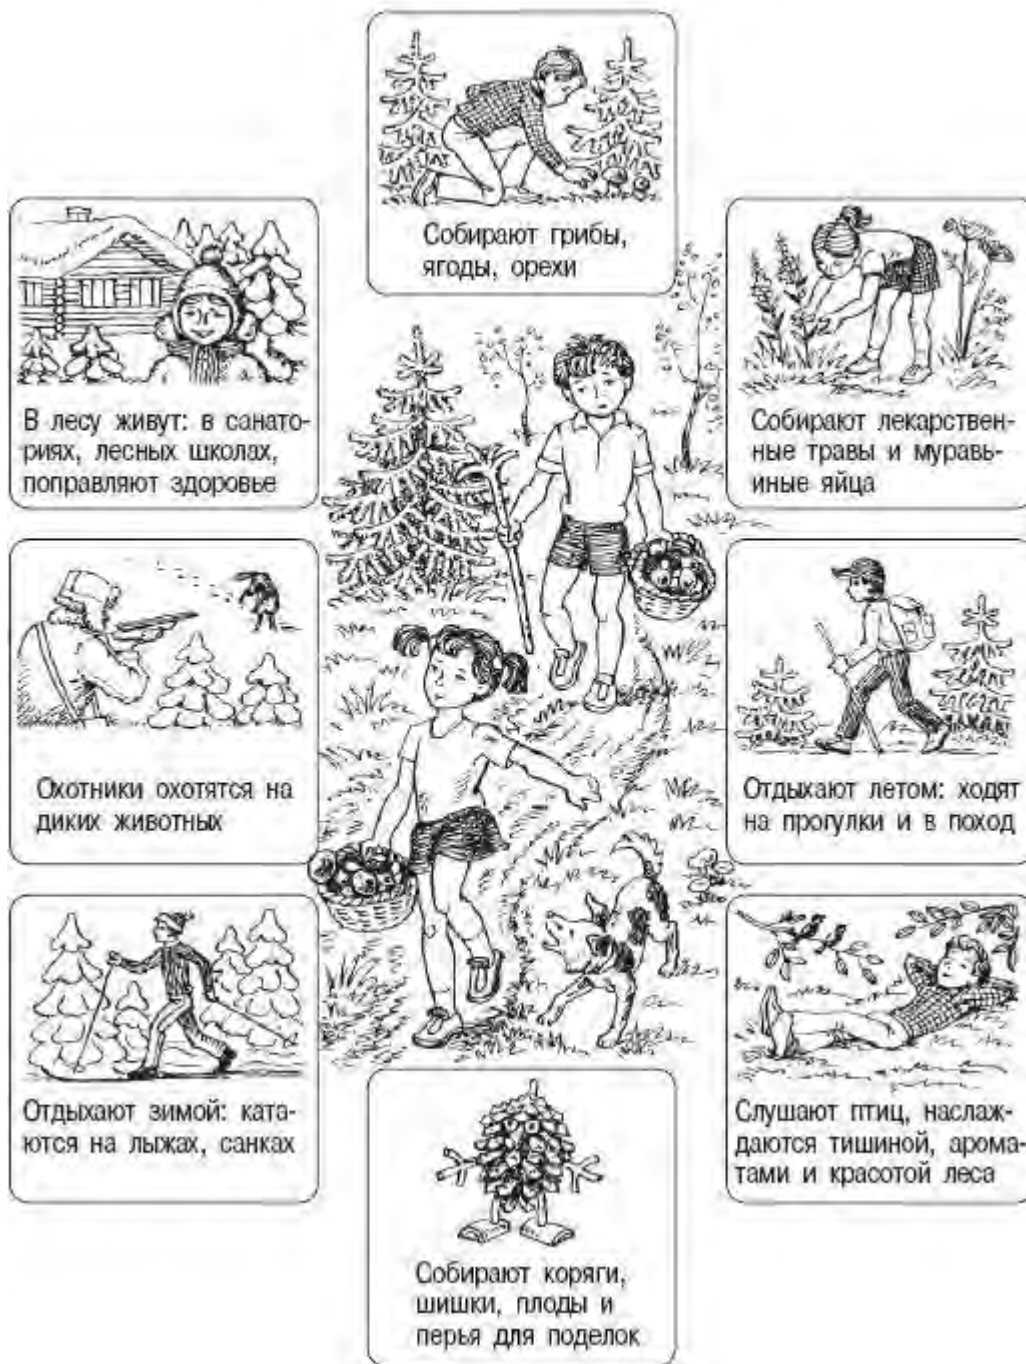 Собирают грибы,
ягоды, орехи
В лесу живут: в санато-
риях, лесных школах,
поправляют здоровье
Собирают лекарствен-
ные травы и муравь-
иные яйца
Охотники охотятся на
диких животных
Отдыхают летом: ходят
на прогулки и в поход
Отдыхают зимой: ката-
ются на лыжах, санках
Слушают птиц, наслаж-
даются тишиной, арома-
тами и красотой леса
Собирают коряги,
шишки, плоды и
перья для поделок